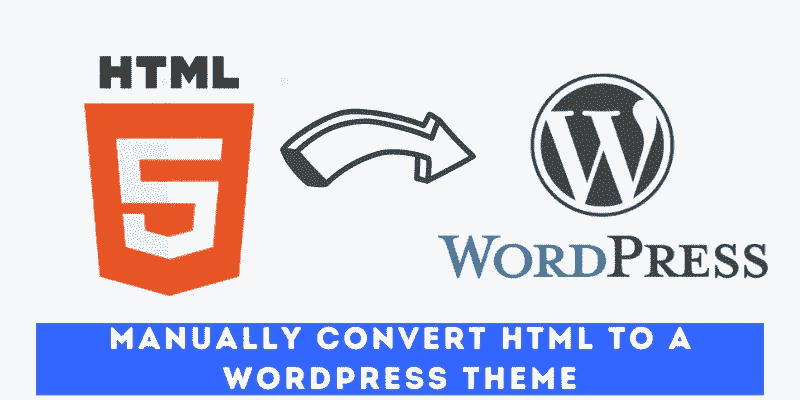 HTML
5
W
WORDPRESS
MANUALLY CONVERT HTML TO A
WORDPRESS THEME